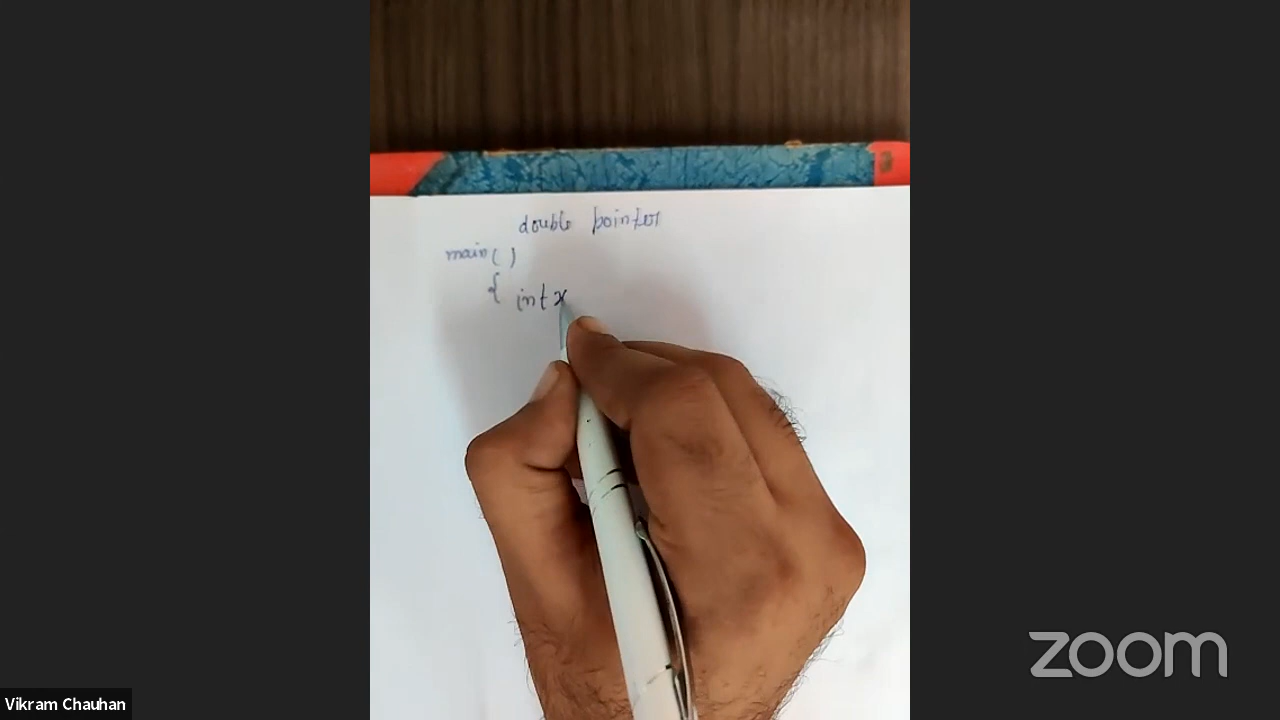 double pointer
main()
{ int x
zoom
Vikram Chauhan